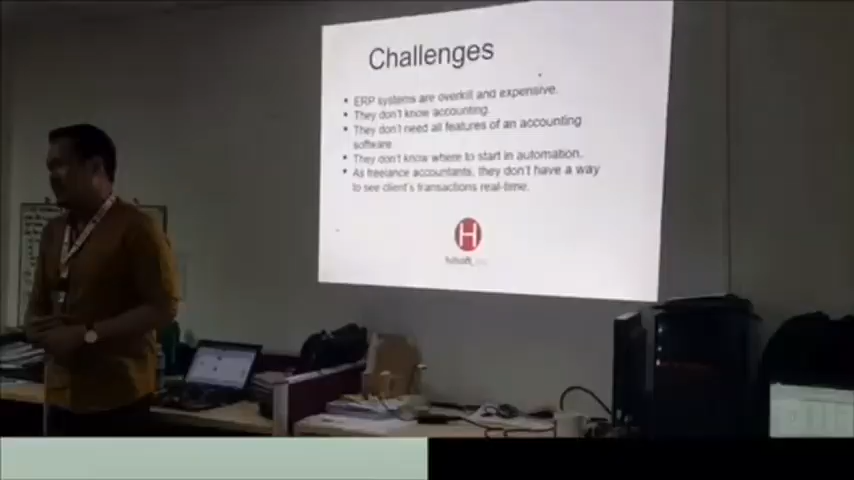 Challenges
• ERP systems are overkill and expensive.
• They don't know accounting.
• They don't need all features of an accounting
software
• They don't know where to start in automation.
• As freelance accountants, they don't have a way
to see client's transactions real-time.
H
hillsoft